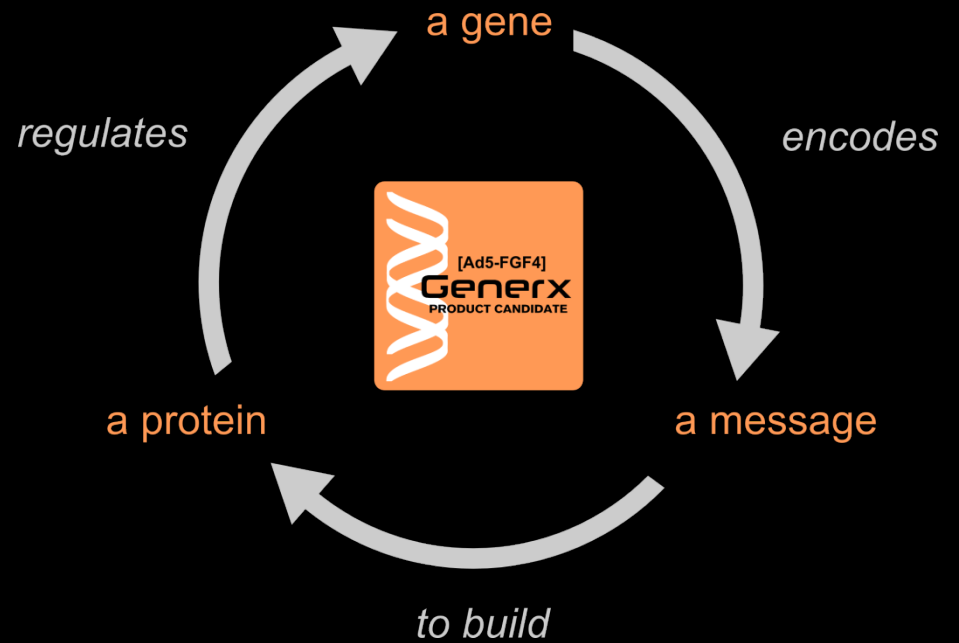 a gene
encodes
a message
to build
a protein
regulates
[Ad5-FGF4]
Generx
PRODUCT CANDIDATE